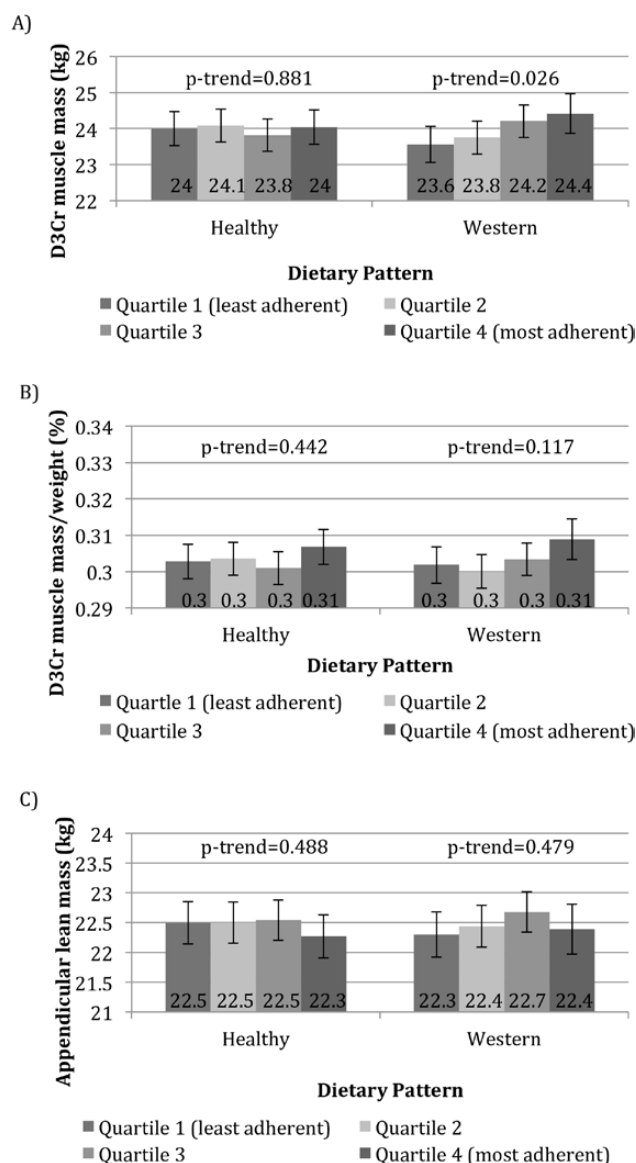 A)
D3Cr muscle mass (kg)
26
25
24
23
22
p-trend=0.881
p-trend=0.026
24
24.1
23.8
24
23.6
23.8
24.2
24.4
Healthy
Western
Dietary Pattern
Quartile 1 (least adherent)
Quartile 2
Quartile 3
Quartile 4 (most adherent)
B)
D3Cr muscle mass/weight (%)
0.34
0.33
0.32
0.31
0.3
0.29
p-trend=0.442
p-trend=0.117
0.3
0.3
0.3
0.31
0.3
0.3
0.3
0.31
Healthy
Western
Dietary Pattern
Quartle 1 (least adherent)
Quartile 2
Quartile 3
Quartile 4 (most adherent)
C)
Appendicular lean mass (kg)
24
23.5
23
22.5
22
21.5
21
p-trend=0.488
p-trend=0.479
22.5
22.5
22.5
22.3
22.3
22.4
22.7
22.4
Healthy
Western
Dietary Pattern
Quartile 1 (least adherent)
Quartile 2
Quartile 3
Quartile 4 (most adherent)